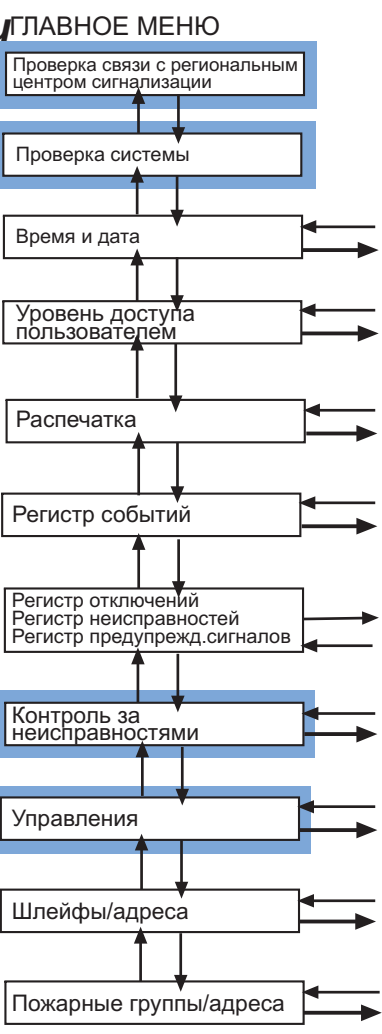 ГЛАВНОЕ МЕНЮ
Проверка связи с региональным
центром сигнализации
Проверка системы
Время и дата
Уровень доступа
пользователем
Распечатка
Регистр событий
Регистр отключений
Регистр неисправностей
Регистр предупрежд.сигналов
Контроль за
неисправностями
Управления
Шлейфы/адреса
Пожарные группы/адреса